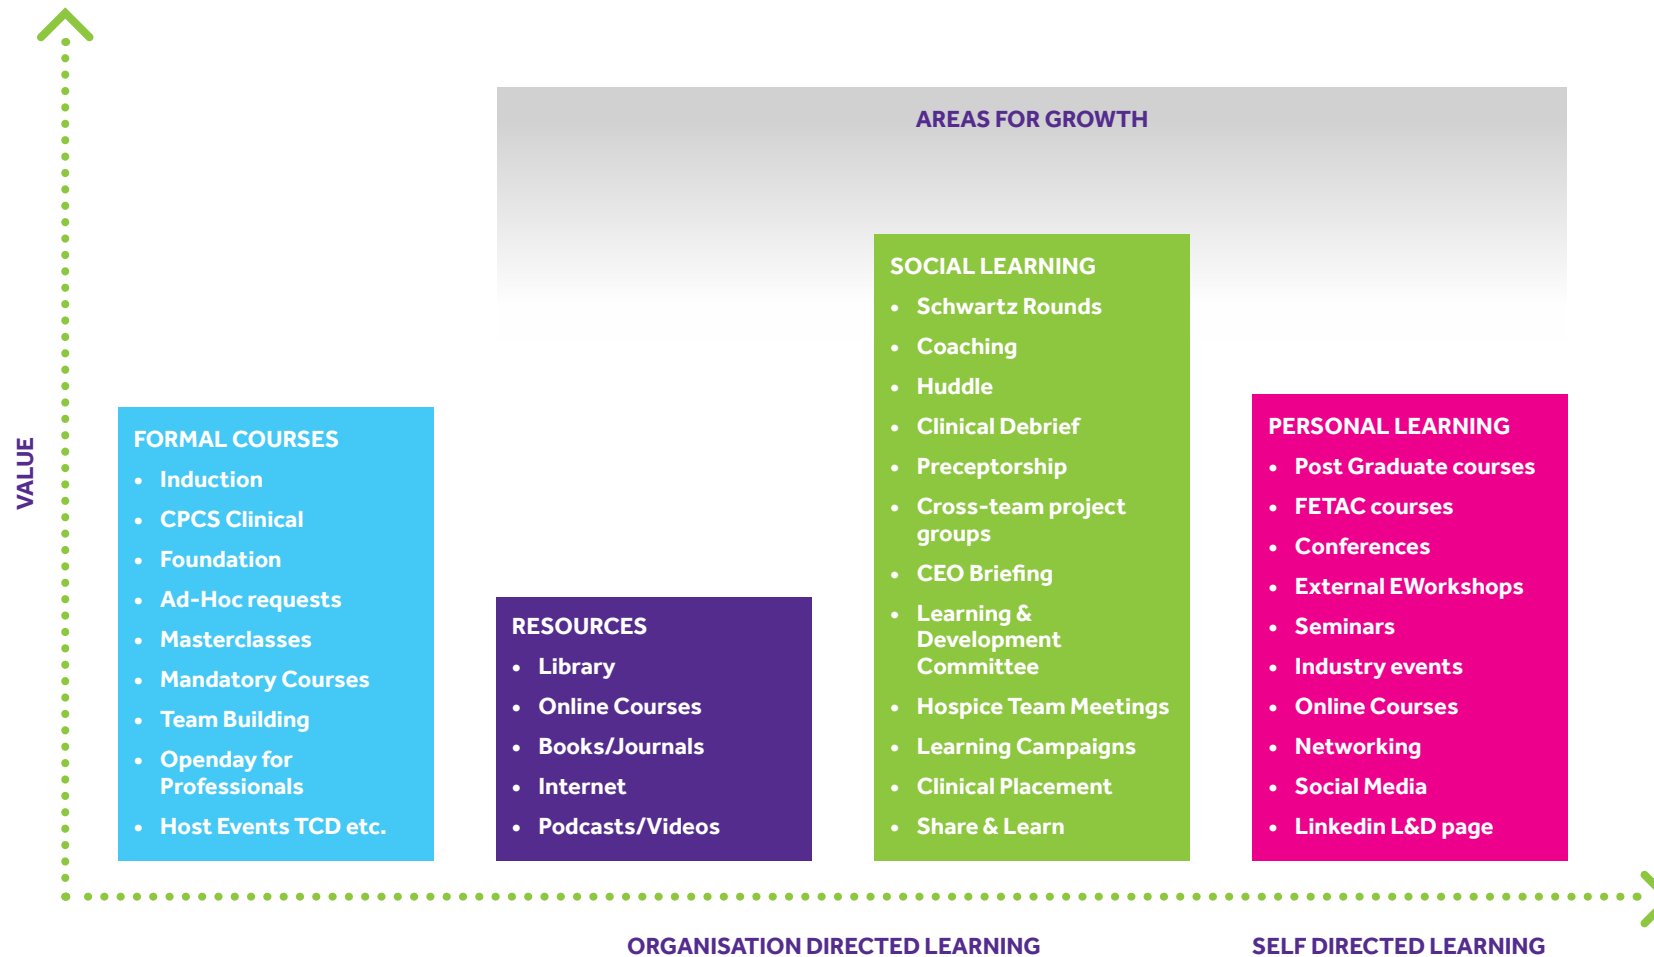 AREAS FOR GROWTH
VALUE
FORMAL COURSES
• Induction
• CPCS Clinical
• Foundation
• Ad-Hoc requests
• Masterclasses
• Mandatory Courses
• Team Building
• Openday for
Professionals
• Host Events TCD etc.
RESOURCES
• Library
• Online Courses
• Books/Journals
• Internet
• Podcasts/Videos
SOCIAL LEARNING
• Schwartz Rounds
• Coaching
• Huddle
• Clinical Debrief
• Preceptorship
• Cross-team project
groups
• CEO Briefing
• Learning &
Development
Committee
• Hospice Team Meetings
• Learning Campaigns
• Clinical Placement
• Share & Learn
PERSONAL LEARNING
• Post Graduate courses
• FETAC courses
• Conferences
• External EWorkshops
• Seminars
• Industry events
• Online Courses
• Networking
• Social Media
• Linkedin L&D page
ORGANISATION DIRECTED LEARNING
SELF DIRECTED LEARNING